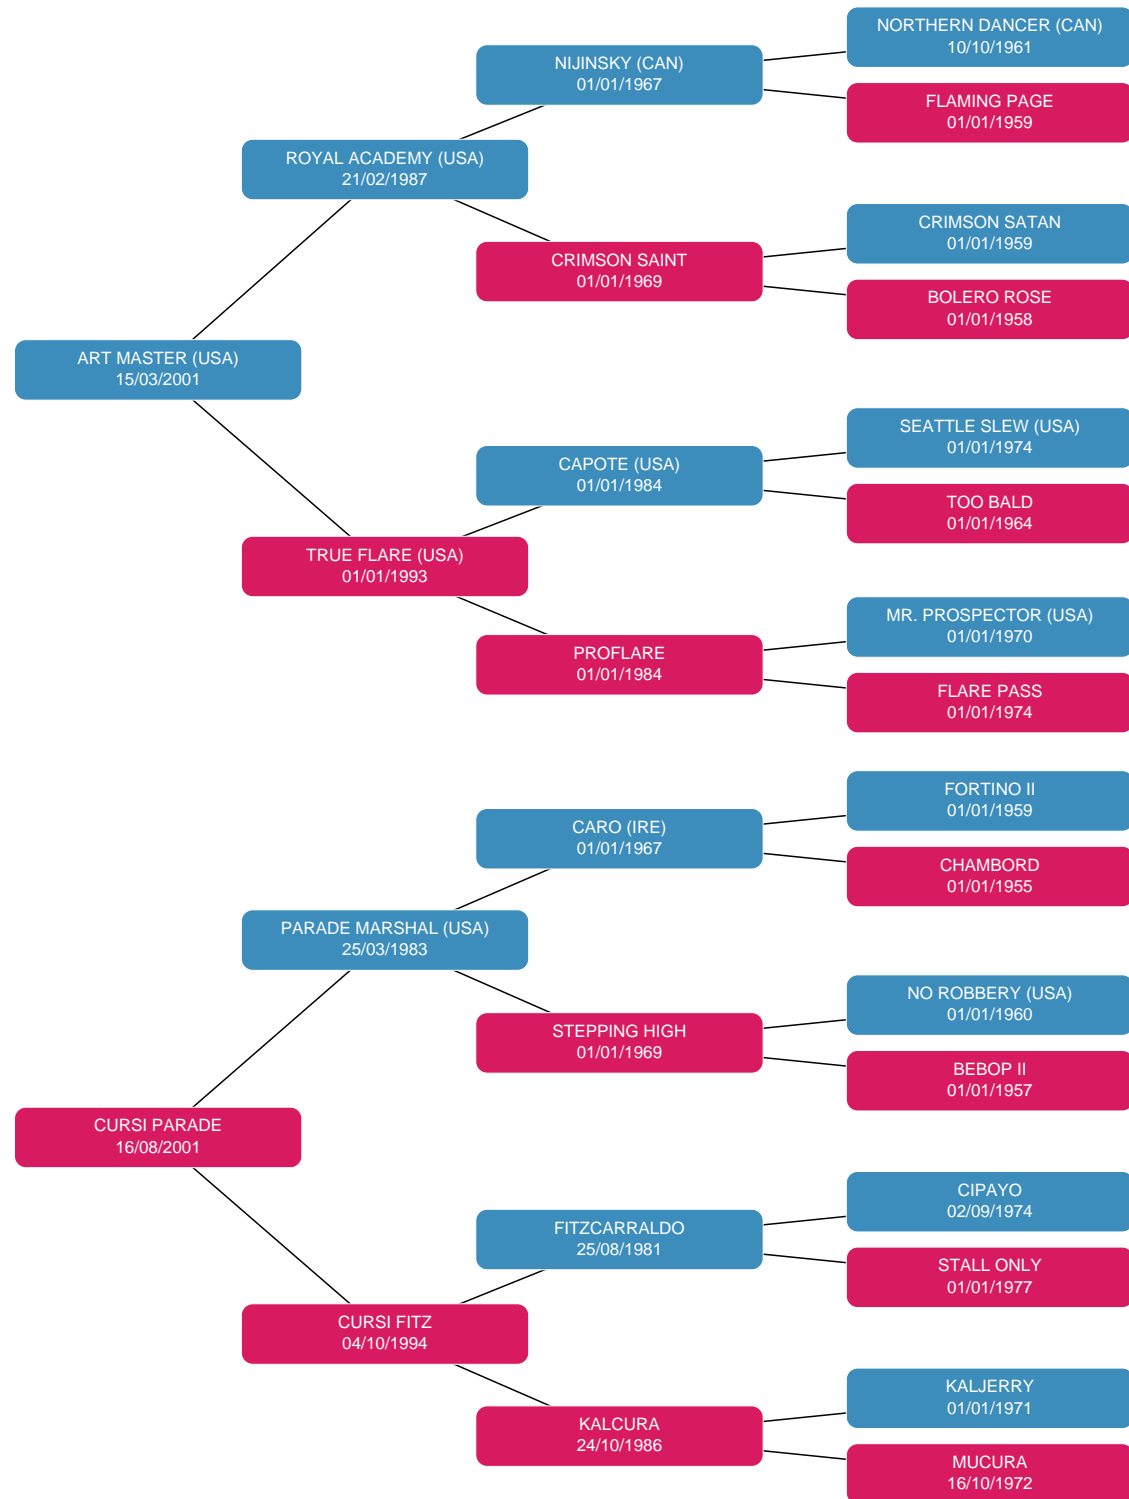 NORTHERN DANCER (CAN)
10/10/1961
NIJINSKY (CAN)
01/01/1967
FLAMING PAGE
01/01/1959
ROYAL ACADEMY (USA)
21/02/1987
CRIMSON SATAN
01/01/1959
CRIMSON SAINT
01/01/1969
BOLERO ROSE
01/01/1958
ART MASTER (USA)
15/03/2001
SEATTLE SLEW (USA)
01/01/1974
CAPOTE (USA)
01/01/1984
TOO BALD
01/01/1964
TRUE FLARE (USA)
01/01/1993
MR. PROSPECTOR (USA)
01/01/1970
PROFLARE
01/01/1984
FLARE PASS
01/01/1974
FORTINO II
01/01/1959
CARO (IRE)
01/01/1967
CHAMBORD
01/01/1955
PARADE MARSHAL (USA)
25/03/1983
NO ROBBERY (USA)
01/01/1960
STEPPING HIGH
01/01/1969
BEBOP II
01/01/1957
CURSI PARADE
16/08/2001
CIPAYO
02/09/1974
FITZCARRALDO
25/08/1981
STALL ONLY
01/01/1977
CURSI FITZ
04/10/1994
KALJERRY
01/01/1971
KALCURA
24/10/1986
MUCURA
16/10/1972